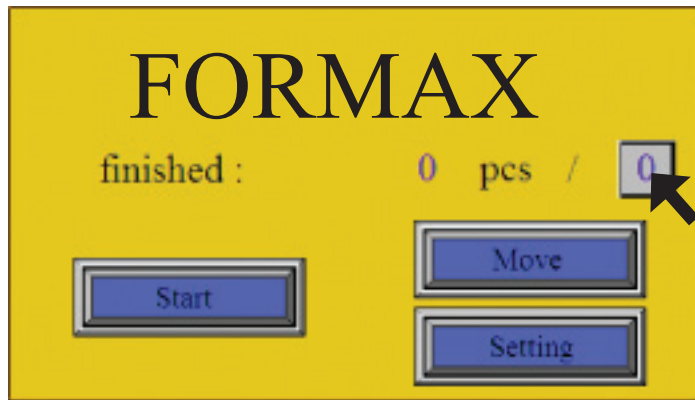 FORMAX
finished : 0 pcs / 0
Start
Move
Setting